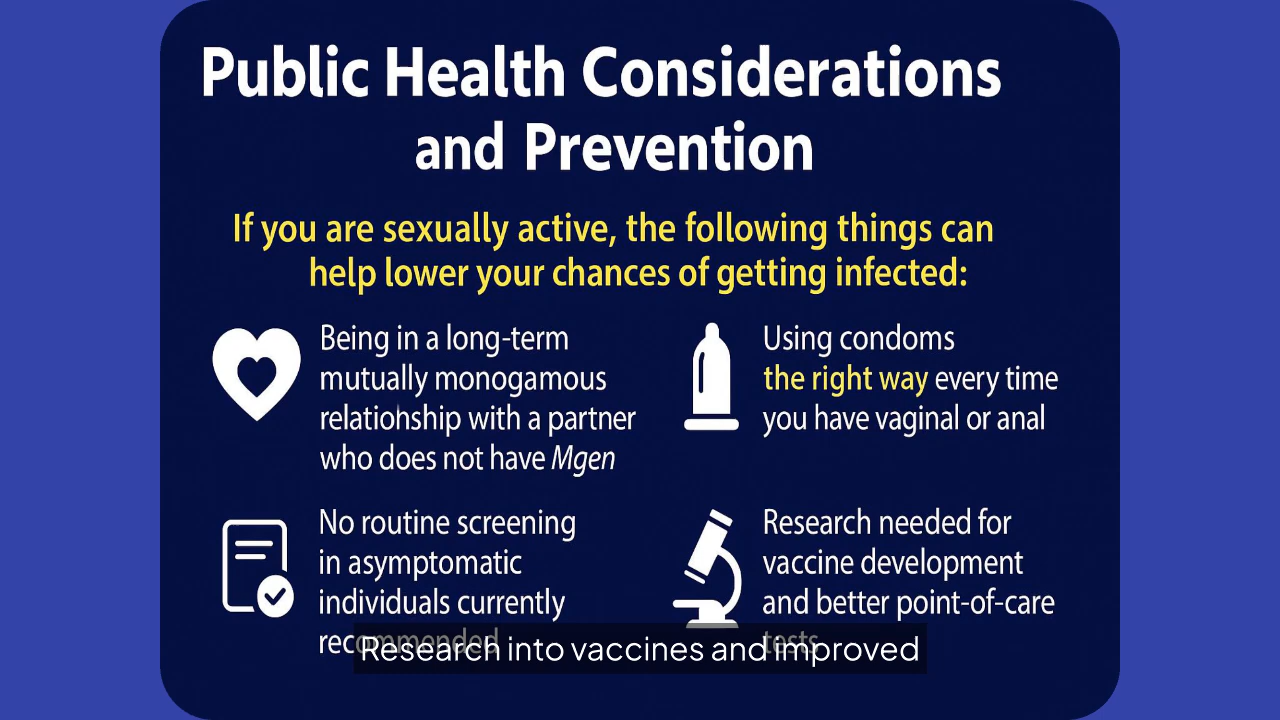 Public Health Considerations
and Prevention
If you are sexually active, the following things can
help lower your chances of getting infected:
Being in a long-term
mutually monogamous
relationship with a partner
who does not have Mgen
Using condoms
the right way every time
you have vaginal or anal
No routine screening
in asymptomatic
individuals currently
recommended
Research needed for
vaccine development
and better point-of-care
tests
Research into vaccines and improved